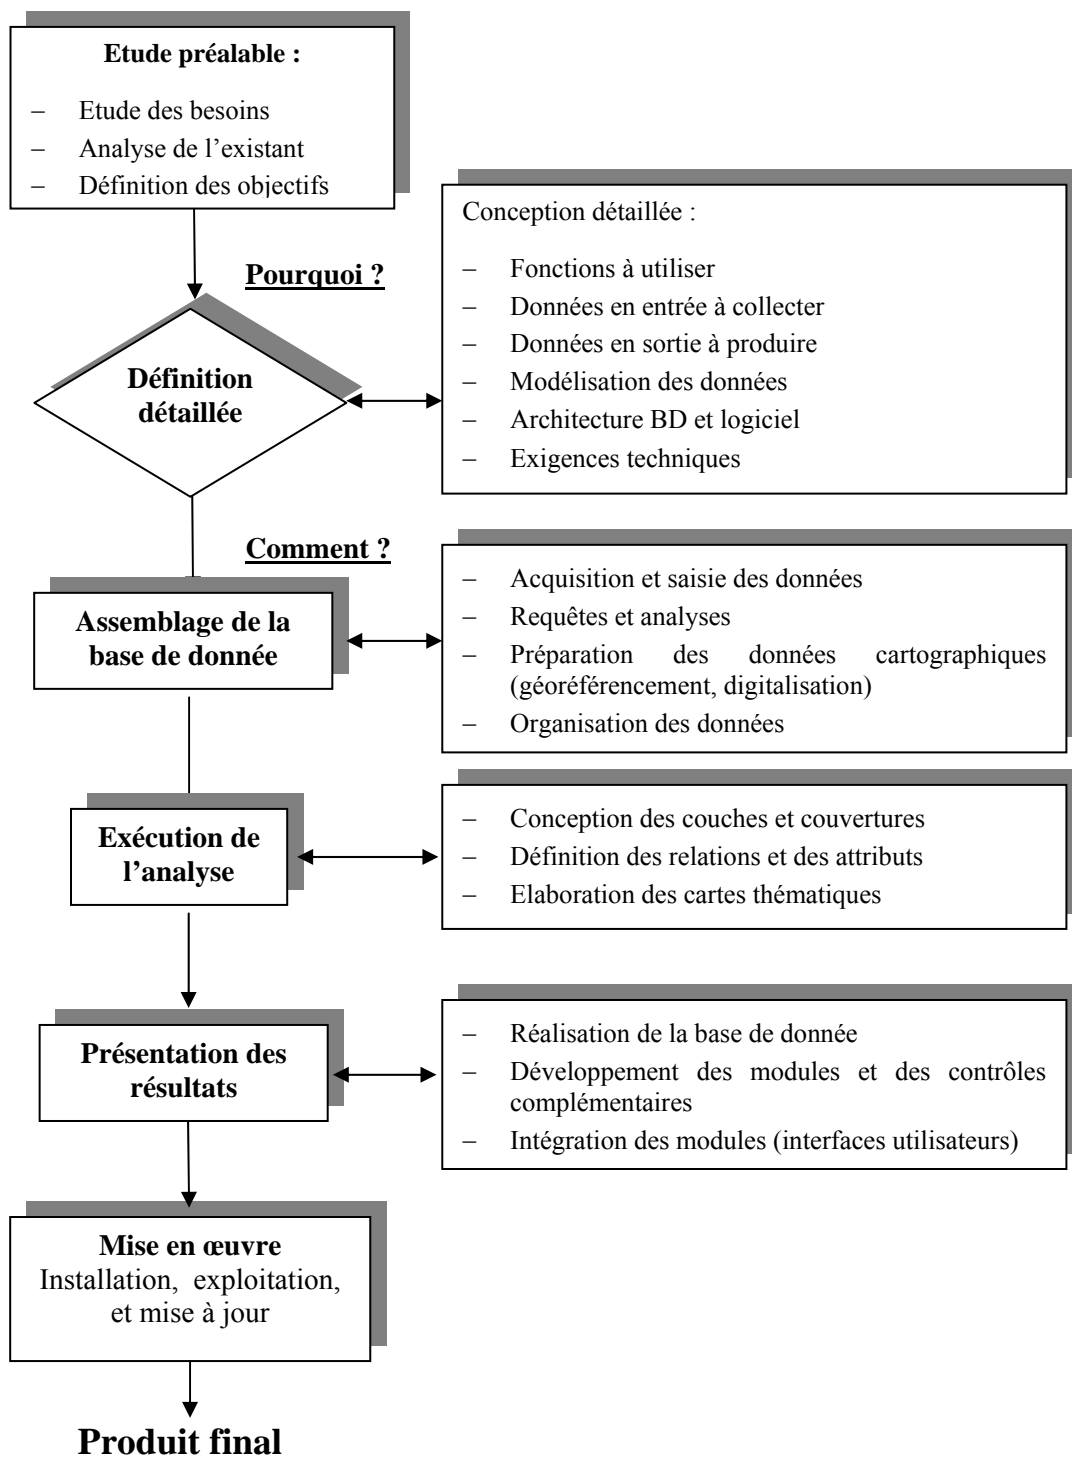 Etude préalable :
– Etude des besoins
– Analyse de l’existant
– Définition des objectifs
Pourquoi ?
Définition
détaillée
Conception détaillée :
– Fonctions à utiliser
– Données en entrée à collecter
– Données en sortie à produire
– Modélisation des données
– Architecture BD et logiciel
– Exigences techniques
Comment ?
Assemblage de la
base de donnée
– Acquisition et saisie des données
– Requêtes et analyses
– Préparation des données cartographiques
(géoréférencement, digitalisation)
– Organisation des données
Exécution de
l’analyse
– Conception des couches et couvertures
– Définition des relations et des attributs
– Elaboration des cartes thématiques
Présentation des
résultats
– Réalisation de la base de donnée
– Développement des modules et des contrôles
complémentaires
– Intégration des modules (interfaces utilisateurs)
Mise en œuvre
Installation, exploitation,
et mise à jour
Produit final